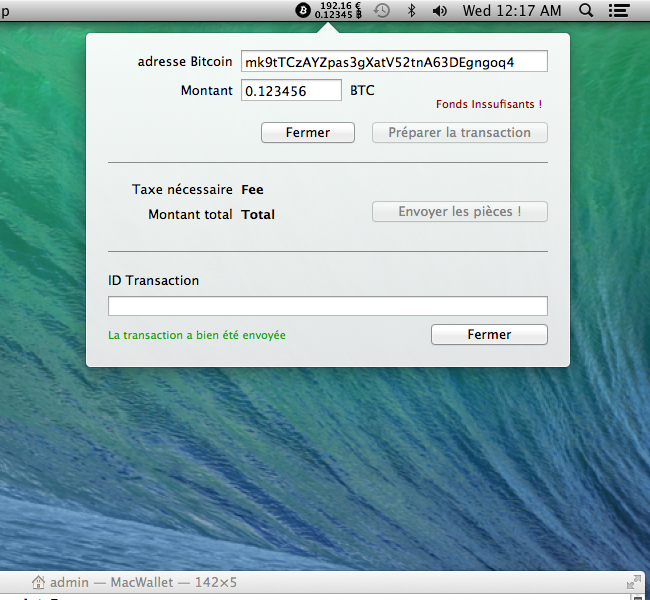 p
192.16 €
0.12345 ฿
Wed 12:17 AM
adresse Bitcoin mk9tTCzAYZpas3gXatV52tnA63DEgngoq4
Montant 0.123456 BTC
Fonds Inssufisants !
Fermer Préparer la transaction
Taxe nécessaire Fee
Montant total Total
Envoyer les pièces !
ID Transaction
La transaction a bien été envoyée
Fermer
admin — MacWallet — 142×5